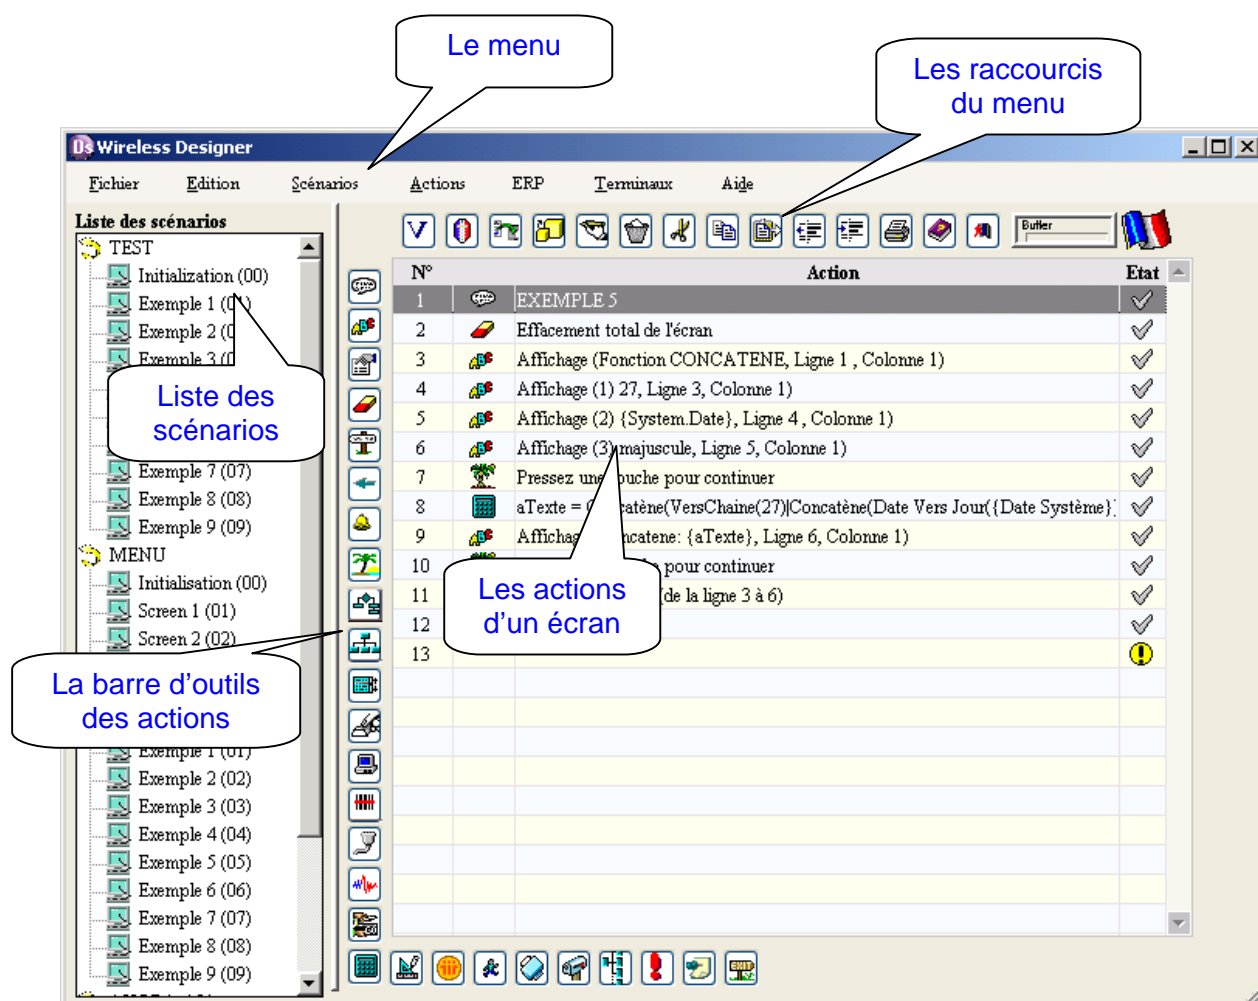 Le menu
Les raccourcis
du menu
Ds Wireless Designer
Fichier Edition Scénarios Actions ERP Terminaux Aide
Liste des scénarios
TEST
Initialization (00)
Exemple 1 (01)
Exemple 2 (0
Exemple 3 (0
Exemple 7 (07)
Exemple 8 (08)
Exemple 9 (09)
MENU
Initialisation (00)
Screen 1 (01)
Screen 2 (02)
Exemple 1 (01)
Exemple 2 (02)
Exemple 3 (03)
Exemple 4 (04)
Exemple 5 (05)
Exemple 6 (06)
Exemple 7 (07)
Exemple 8 (08)
Exemple 9 (09)
Liste des
scénarios
La barre d'outils
des actions
Buffer
N° Action Etat
1 EXEMPLE 5
2 Effacement total de l'écran
3 Affichage (Fonction CONCATENE, Ligne 1 , Colonne 1)
4 Affichage (1) 27, Ligne 3, Colonne 1)
5 Affichage (2) {System.Date}, Ligne 4 , Colonne 1)
6 Affichage (3) majuscule, Ligne 5, Colonne 1)
7 Pressez une touche pour continuer
8 aTexte = Concatène(VersChaine(27)|Concatène(Date Vers Jour({Date Système}
9 Affichage Concatene: {aTexte}, Ligne 6, Colonne 1)
10 pour continuer
11 (de la ligne 3 à 6)
12
13
Les actions
d'un écran